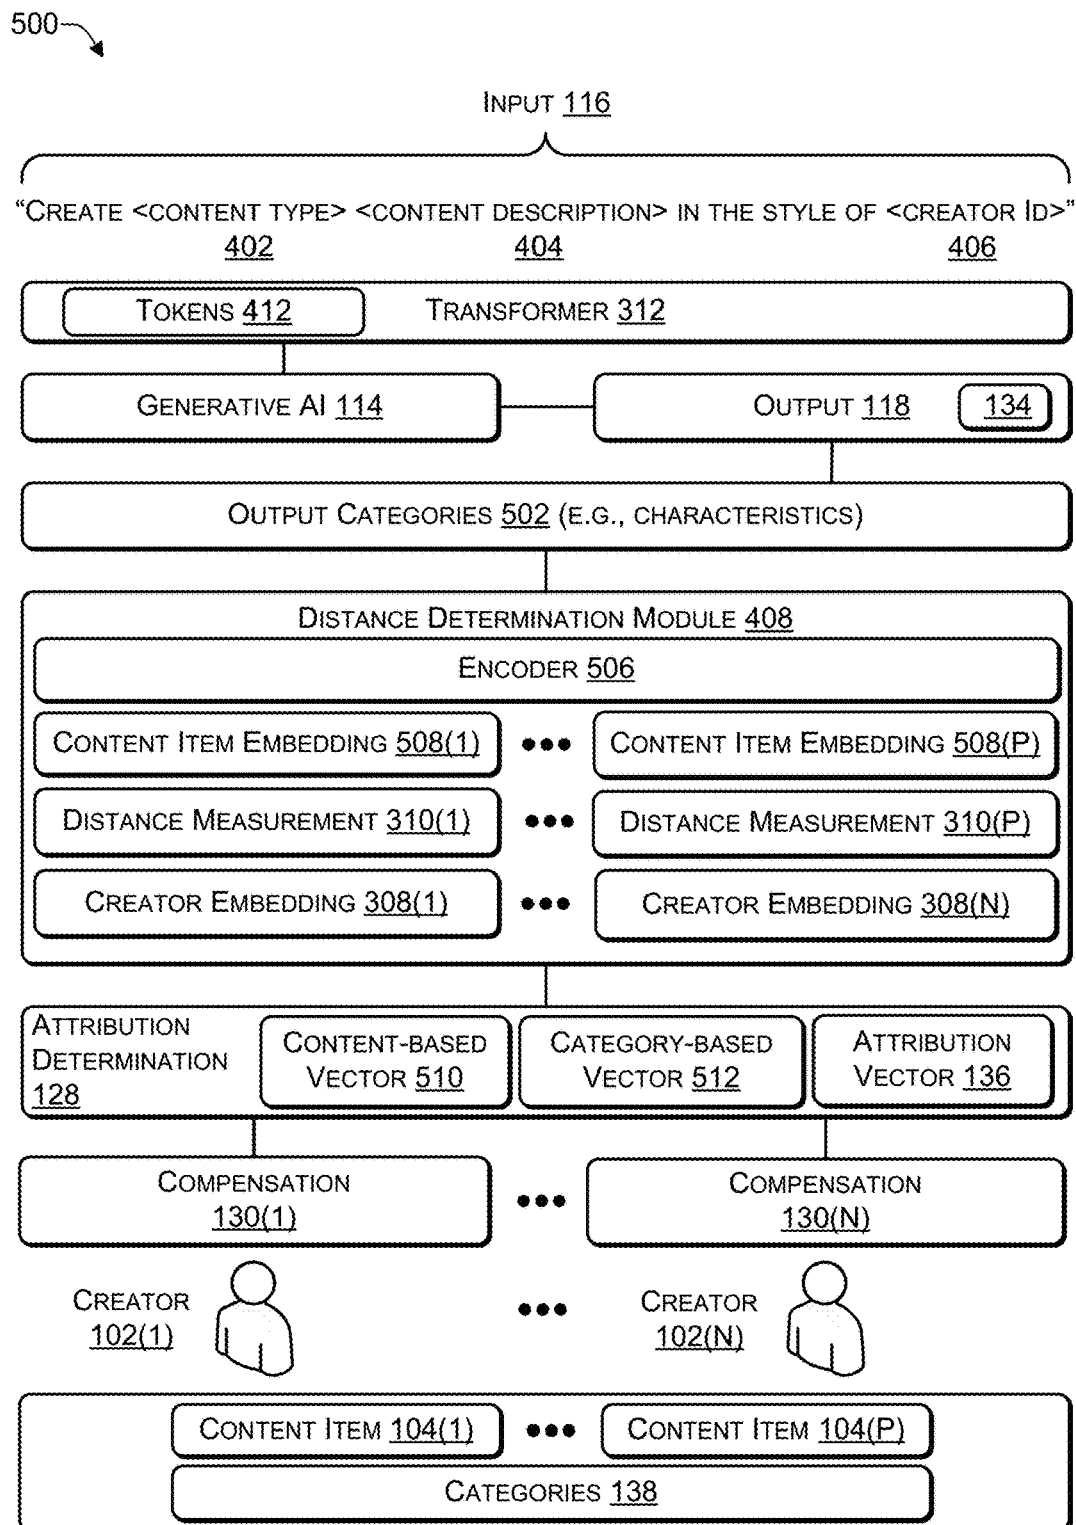 500
INPUT 116
“CREATE <CONTENT TYPE> <CONTENT DESCRIPTION> IN THE STYLE OF <CREATOR ID>”
402 404 406
TOKENS 412 TRANSFORMER 312
GENERATIVE AI 114 OUTPUT 118 134
OUTPUT CATEGORIES 502 (E.G., CHARACTERISTICS)
DISTANCE DETERMINATION MODULE 408
ENCODER 506
CONTENT ITEM EMBEDDING 508(1) ••• CONTENT ITEM EMBEDDING 508(P)
DISTANCE MEASUREMENT 310(1) ••• DISTANCE MEASUREMENT 310(P)
CREATOR EMBEDDING 308(1) ••• CREATOR EMBEDDING 308(N)
ATTRIBUTION
DETERMINATION
128
CONTENT-BASED
VECTOR 510
CATEGORY-BASED
VECTOR 512
ATTRIBUTION
VECTOR 136
COMPENSATION
130(1)
•••
COMPENSATION
130(N)
CREATOR
102(1)
•••
CREATOR
102(N)
CONTENT ITEM 104(1) ••• CONTENT ITEM 104(P)
CATEGORIES 138